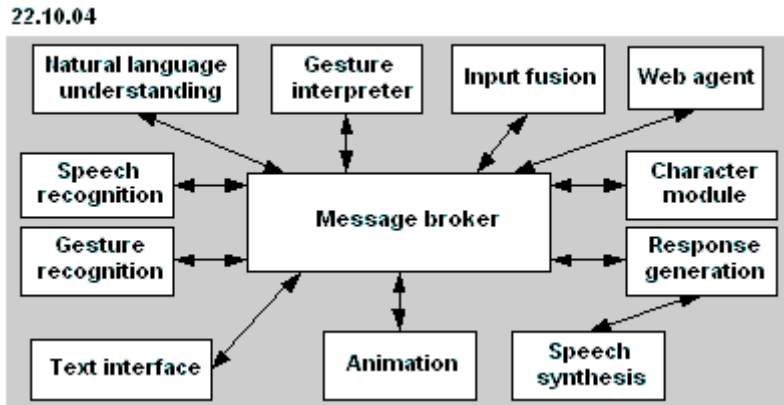 22.10.04
Natural language
understanding
Gesture
interpreter
Input fusion
Web agent
Speech
recognition
Message broker
Character
module
Gesture
recognition
Response
generation
Text interface
Animation
Speech
synthesis